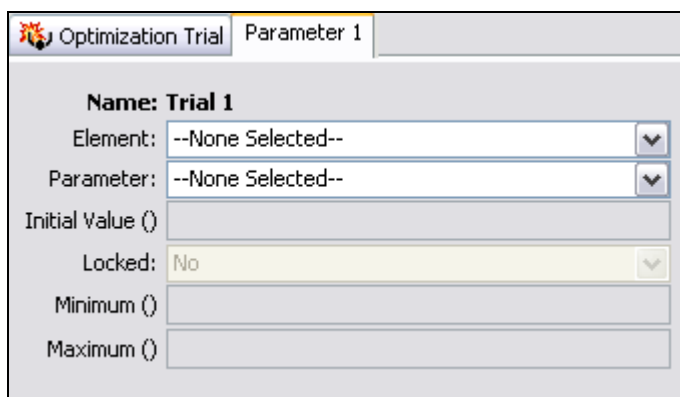 Optimization Trial Parameter 1
Name: Trial 1
Element: --None Selected--
Parameter: --None Selected--
Initial Value ()
Locked: No
Minimum ()
Maximum ()